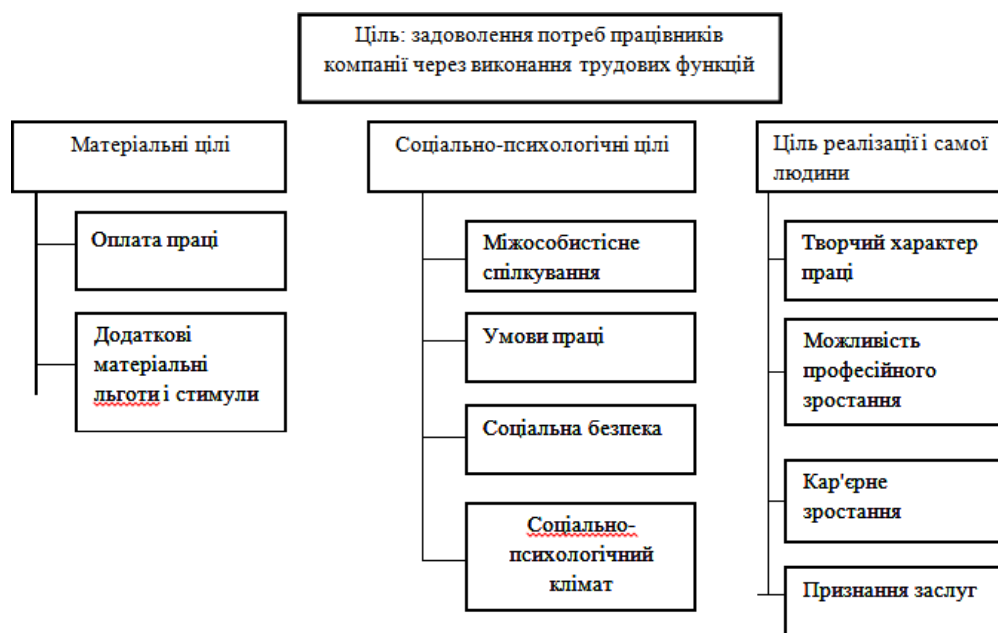 Ціль: задоволення потреб працівників
компанії через виконання трудових функцій
Матеріальні цілі
Оплата праці
Додаткові
матеріальні
льготи і стимули
Соціально-психологічні цілі
Міжособистісне
спілкування
Умови праці
Соціальна безпека
Соціально-
психологічний
клімат
Ціль реалізації і самої
людини
Творчий характер
праці
Можливість
професійного
зростання
Кар'єрне
зростання
Признання заслуг